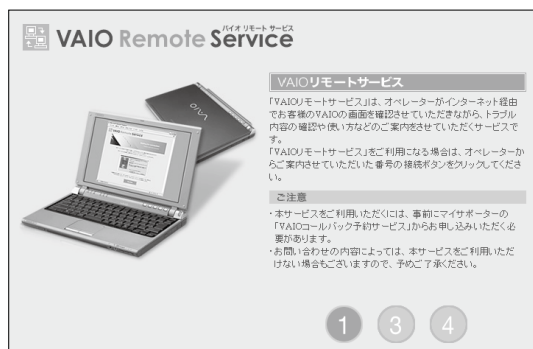 バイオ リモート サービス
VAIO Remote Service
VAIOリモートサービス
「VAIOリモートサービス」は、オペレーターがインターネット経由
でお客様のVAIOの画面を確認させていただきながら、トラブル
内容の確認や使い方などのご案内をさせていただくサービスで
す。
「VAIOリモートサービス」をご利用になる場合は、オペレーターか
らご案内させていただいた番号の接続ボタンをクリックしてくださ
い。
ご注意
・本サービスをご利用いただくには、事前にマイサポーターの
「VAIOコールバック予約サービス」からお申し込みいただく必
要があります。
・お問い合わせの内容によっては、本サービスをご利用いただ
けない場合もございますので、予めご了承ください。
VAIO
1 3 4